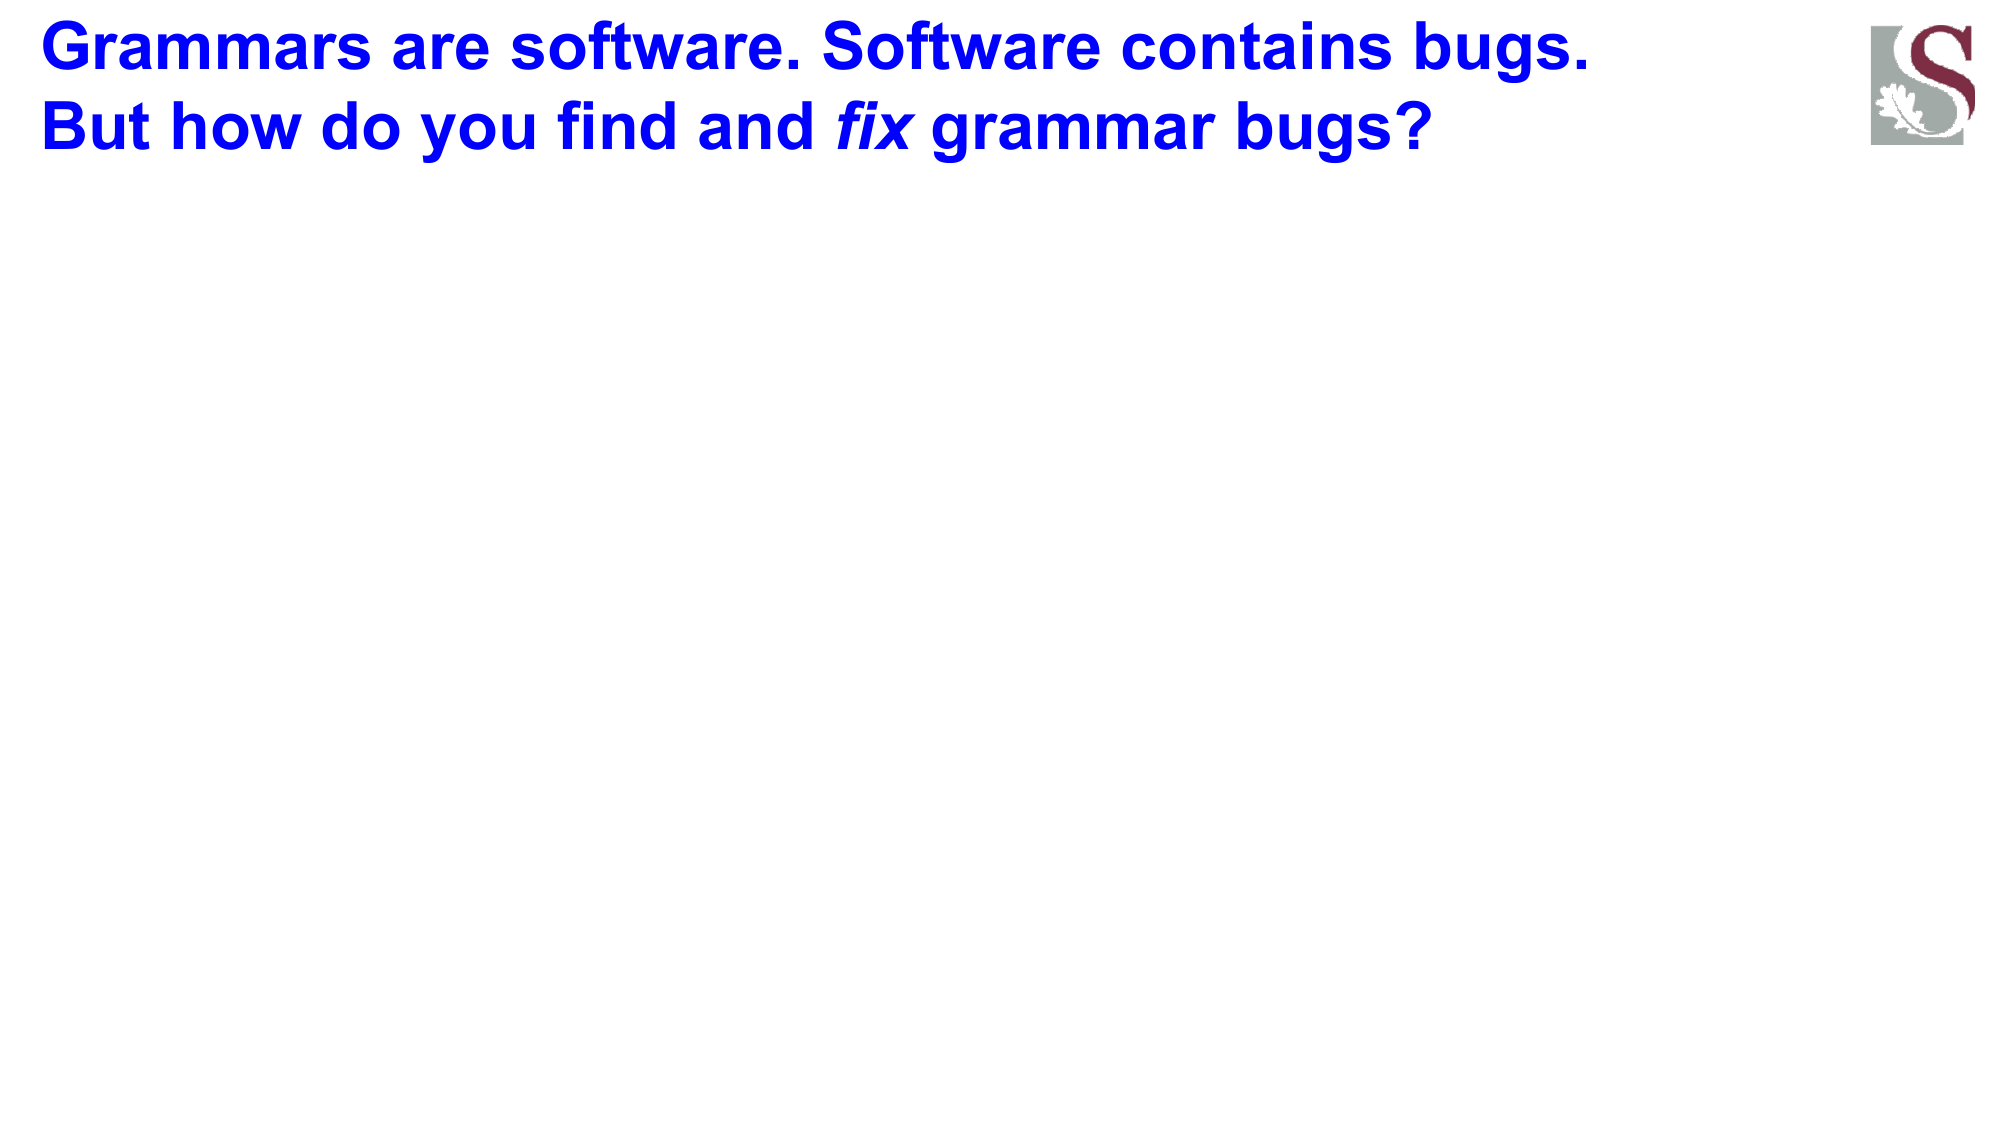 Grammars are software. Software contains bugs.
But how do you find and fix grammar bugs?
S